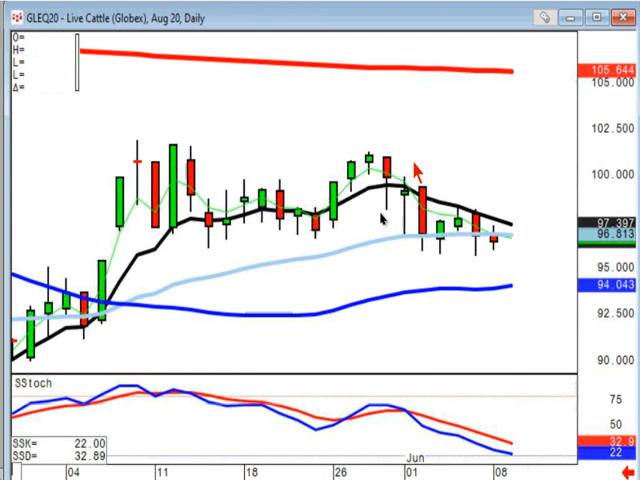 GLEQ20 - Live Cattle (Globex), Aug 20, Daily
O=
H=
L=
L=
Δ=
105.644
105.000
102.500
100.000
97.397
96.813
95.000
94.043
92.500
90.000
SStoch
75
50
32.9
22
SSK= 22.00
SSD= 32.89
Jun
04 11 18 26 01 08